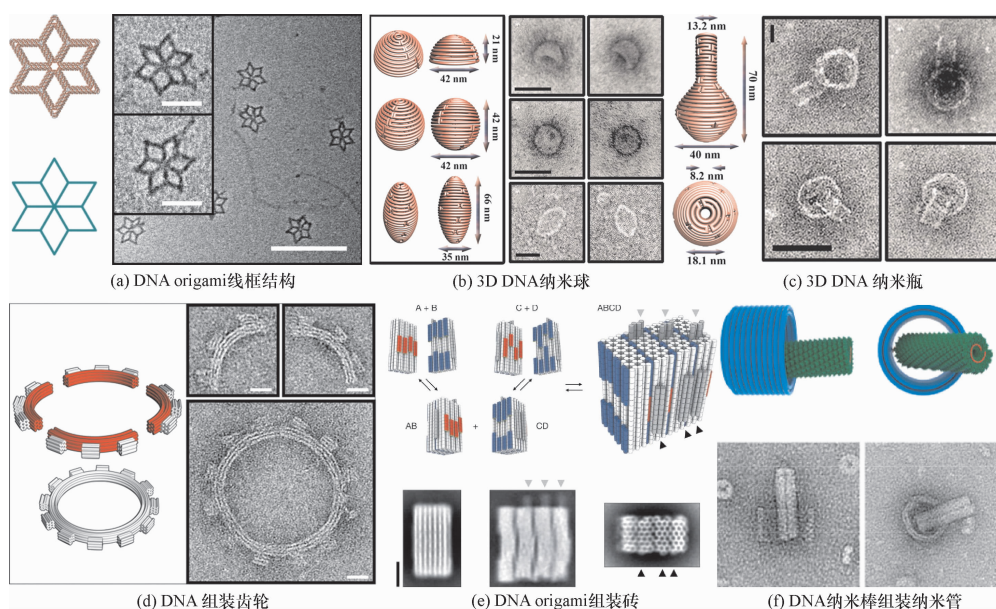 21 nm
42 nm
42 nm
42 nm
66 nm
35 nm
13.2 nm
70 nm
40 nm
8.2 nm
18.1 nm
(a) DNA origami线框结构
(b) 3D DNA纳米球
(c) 3D DNA 纳米瓶
A + B
C + D
ABCD
AB
+
CD
(d) DNA 组装齿轮
(e) DNA origami组装砖
(f) DNA纳米棒组装纳米管